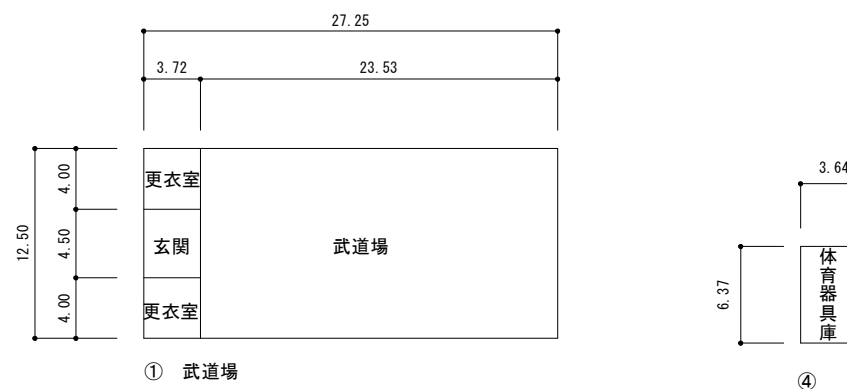 27.25
3.72
23.53
12.50
4.00
4.50
4.00
更衣室
玄関
更衣室
武道場
① 武道場
3.64
6.37
体育器具庫
④